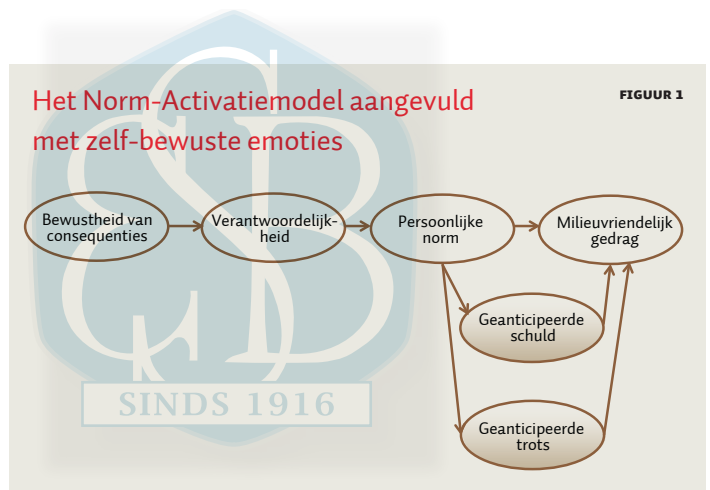 Het Norm-Activatiemodel aangevuld
met zelf-bewuste emoties
FIGUUR 1
Bewustheid van
consequenties
Verantwoordelijk-
heid
Persoonlijke
norm
Milieuvriendelijk
gedrag
Geanticipeerde
schuld
Geanticipeerde
trots
ESB
SINDS 1916